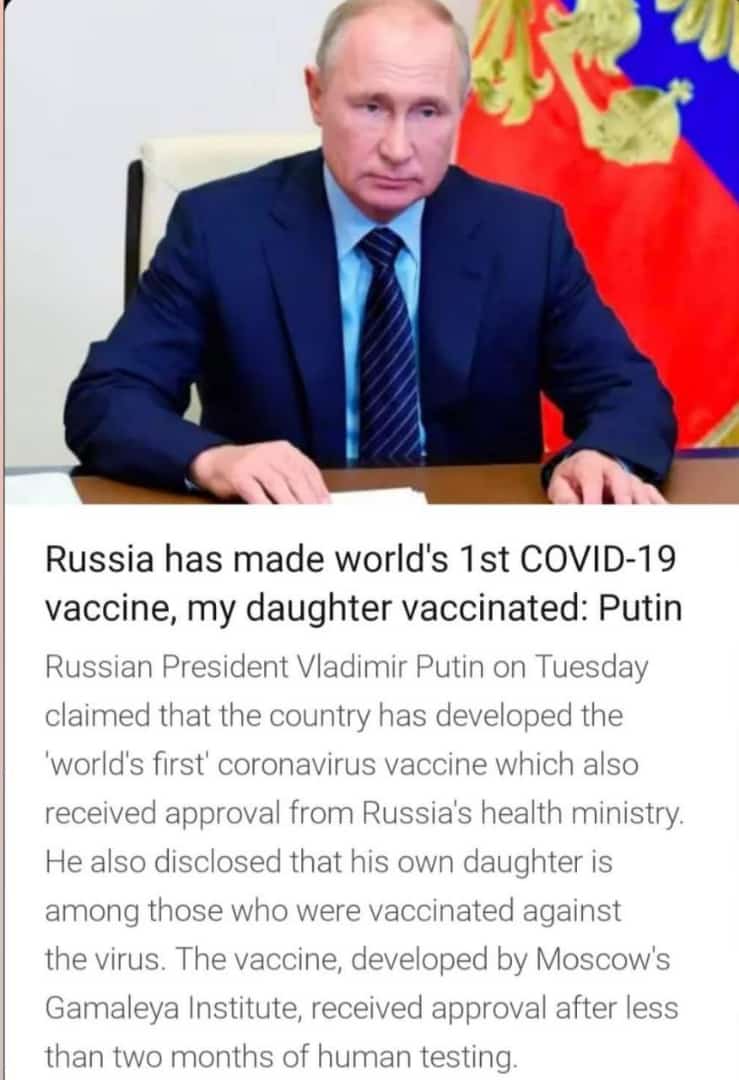 Russia has made world's 1st COVID-19
vaccine, my daughter vaccinated: Putin
Russian President Vladimir Putin on Tuesday
claimed that the country has developed the
'world's first' coronavirus vaccine which also
received approval from Russia's health ministry.
He also disclosed that his own daughter is
among those who were vaccinated against
the virus. The vaccine, developed by Moscow's
Gamaleya Institute, received approval after less
than two months of human testing.